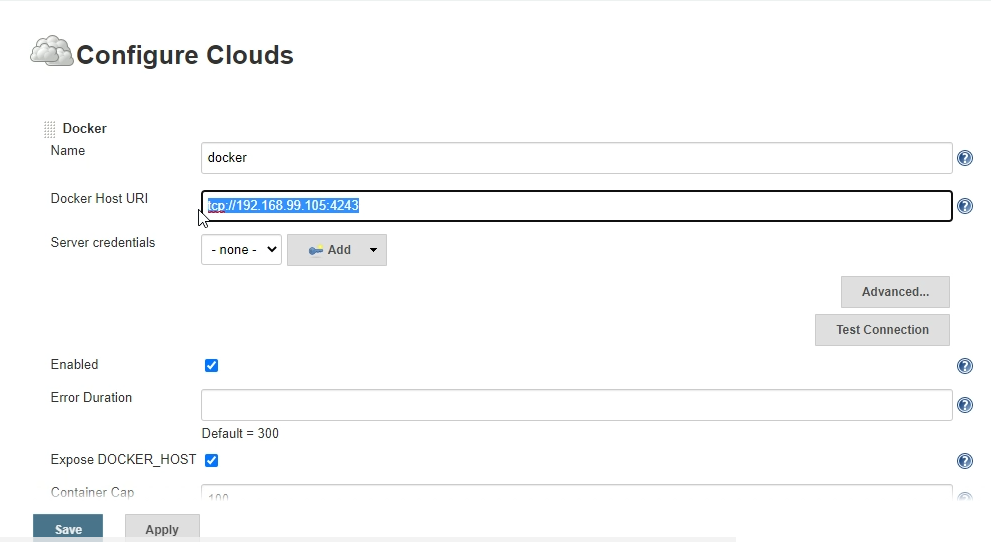 Configure Clouds
Docker
Name
docker
Docker Host URI
tcp://192.168.99.105:4243
Server credentials
- none -
Add
Advanced...
Test Connection
Enabled
Error Duration
Default = 300
Expose DOCKER_HOST
Container Cap
100
Save
Apply